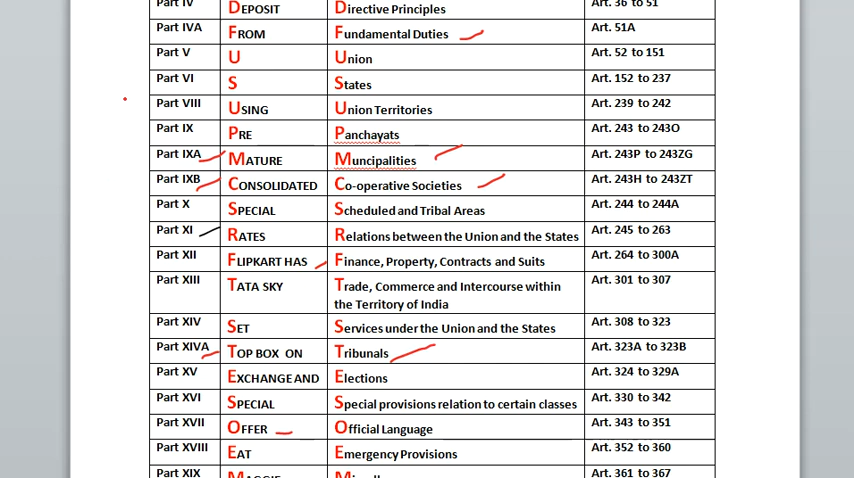 Part IV DEPOSIT Directive Principles Art. 36 to 51
Part IVA FROM Fundamental Duties Art. 51A
Part V U Union Art. 52 to 151
Part VI S States Art. 152 to 237
Part VIII USING Union Territories Art. 239 to 242
Part IX PRE Panchayats Art. 243 to 243O
Part IXA MATURE Muncipalities Art. 243P to 243ZG
Part IXB CONSOLIDATED Co-operative Societies Art. 243H to 243ZT
Part X SPECIAL Scheduled and Tribal Areas Art. 244 to 244A
Part XI RATES Relations between the Union and the States Art. 245 to 263
Part XII FLIPKART HAS Finance, Property, Contracts and Suits Art. 264 to 300A
Part XIII TATA SKY Trade, Commerce and Intercourse within Art. 301 to 307
the Territory of India
Part XIV SET Services under the Union and the States Art. 308 to 323
Part XIVA TOP BOX ON Tribunals Art. 323A to 323B
Part XV EXCHANGE AND Elections Art. 324 to 329A
Part XVI SPECIAL Special provisions relation to certain classes Art. 330 to 342
Part XVII OFFER Official Language Art. 343 to 351
Part XVIII EAT Emergency Provisions Art. 352 to 360
Part XIX Art. 361 to 367